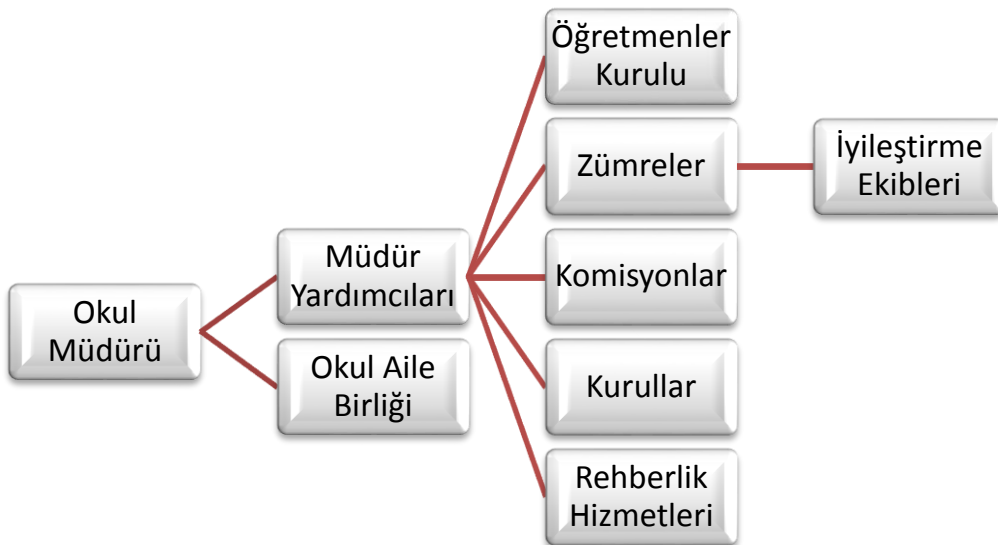 Okul
Müdürü
Müdür
Yardımcıları
Okul Aile
Birliği
Öğretmenler
Kurulu
Zümreler
Komisyonlar
Kurullar
Rehberlik
Hizmetleri
İyileştirme
Ekibleri